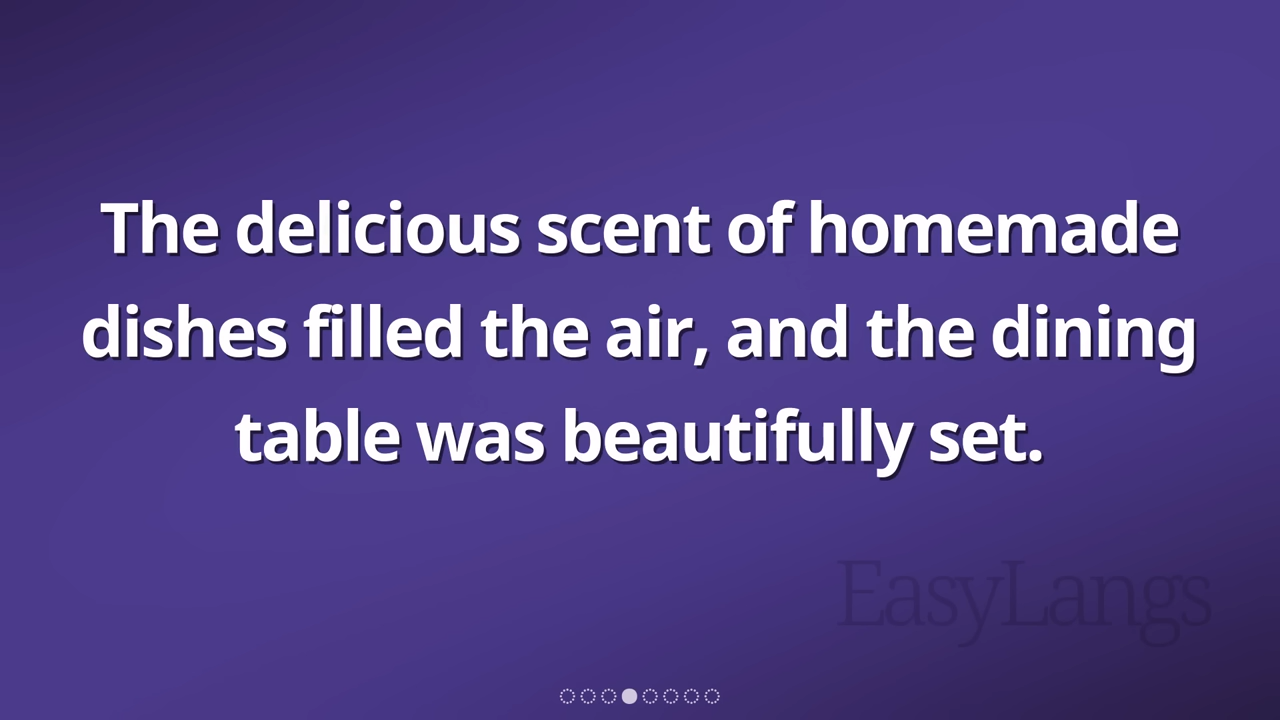 The delicious scent of homemade
dishes filled the air, and the dining
table was beautifully set.
EasyLangs